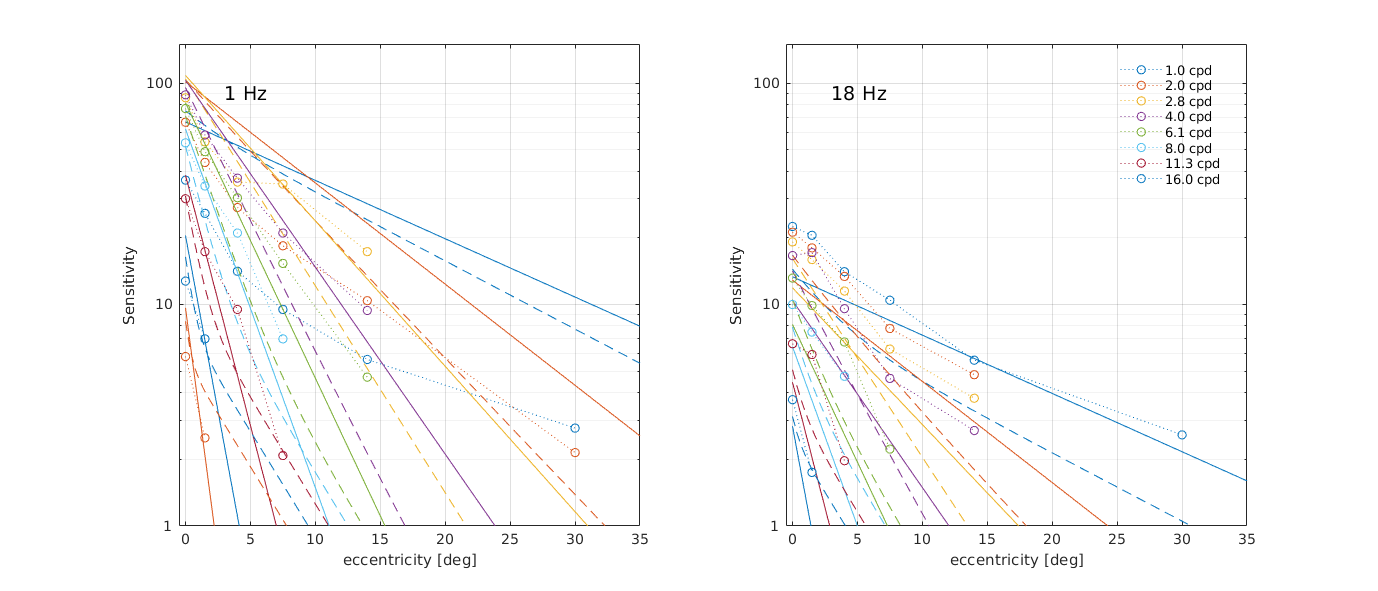 1 Hz
100
10
1
Sensitivity
0 5 10 15 20 25 30 35
eccentricity [deg]
18 Hz
1.0 cpd
2.0 cpd
2.8 cpd
4.0 cpd
6.1 cpd
8.0 cpd
11.3 cpd
16.0 cpd
100
10
1
Sensitivity
0 5 10 15 20 25 30 35
eccentricity [deg]